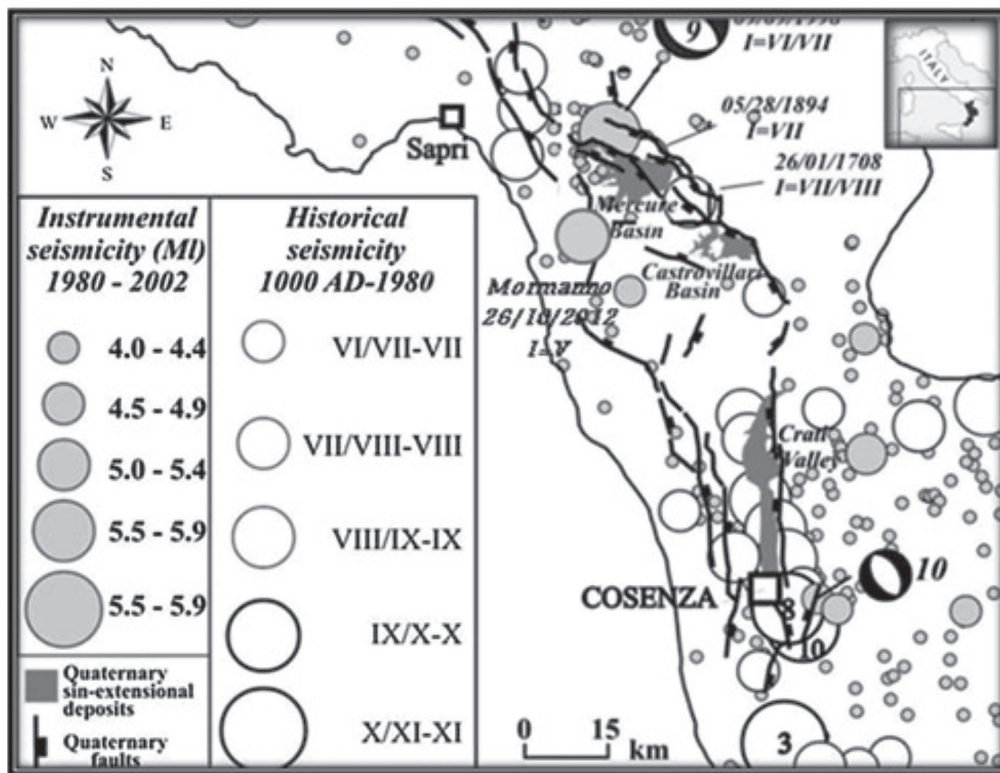 9
I=VI/VII
ITALY
05/28/1894
I=VII
26/01/1708
I=VII/VIII
N
W
E
S
Sapri
Mercure
Basin
Castrovillari
Basin
Mormanno
26/10/2012
I=V
Crati
Valley
COSENZA
10
8
10
3
0 15
km
Instrumental
seismicity (Ml)
1980 - 2002
4.0 - 4.4
4.5 - 4.9
5.0 - 5.4
5.5 - 5.9
5.5 - 5.9
Quaternary
sin-extensional
deposits
Quaternary
faults
Historical
seismicity
1000 AD-1980
VI/VII-VII
VII/VIII-VIII
VIII/IX-IX
IX/X-X
X/XI-XI